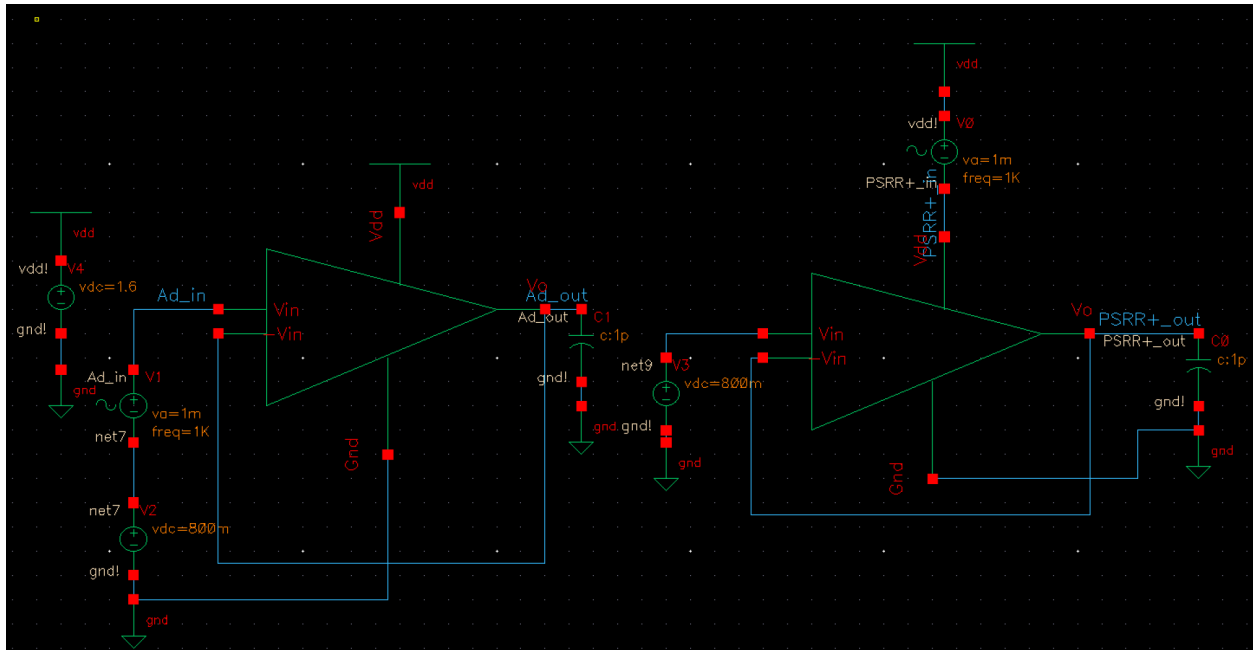 vdd
vdd!
V4
vdc=1.6
gnd!
gnd
Ad_in
Ad_in
V1
va=1m
freq=1K
net7
net7
V2
vdc=800m
gnd!
gnd
vdd
Vdd
Vin
Vin
Gnd
Vo
Ad_out
Ad_out
C1
c:1p
gnd!
gnd
vdd
vdd!
V0
va=1m
freq=1K
PSRR+_in
PSRR+_in
Vdd
net9
V3
vdc=800m
gnd!
gnd
Vin
Vin
Gnd
Vo
PSRR+_out
PSRR+_out
C0
c:1p
gnd!
gnd